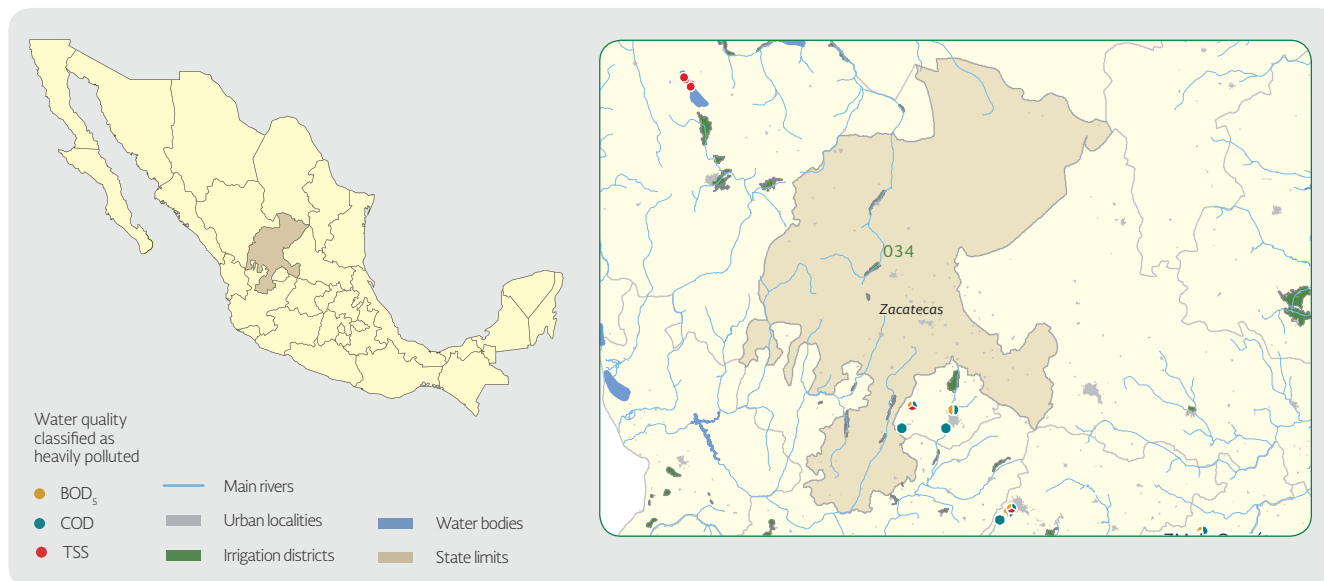 034
Zacatecas
Water quality
classified as
heavily polluted
BOD5
COD
TSS
Main rivers
Urban localities
Irrigation districts
Water bodies
State limits